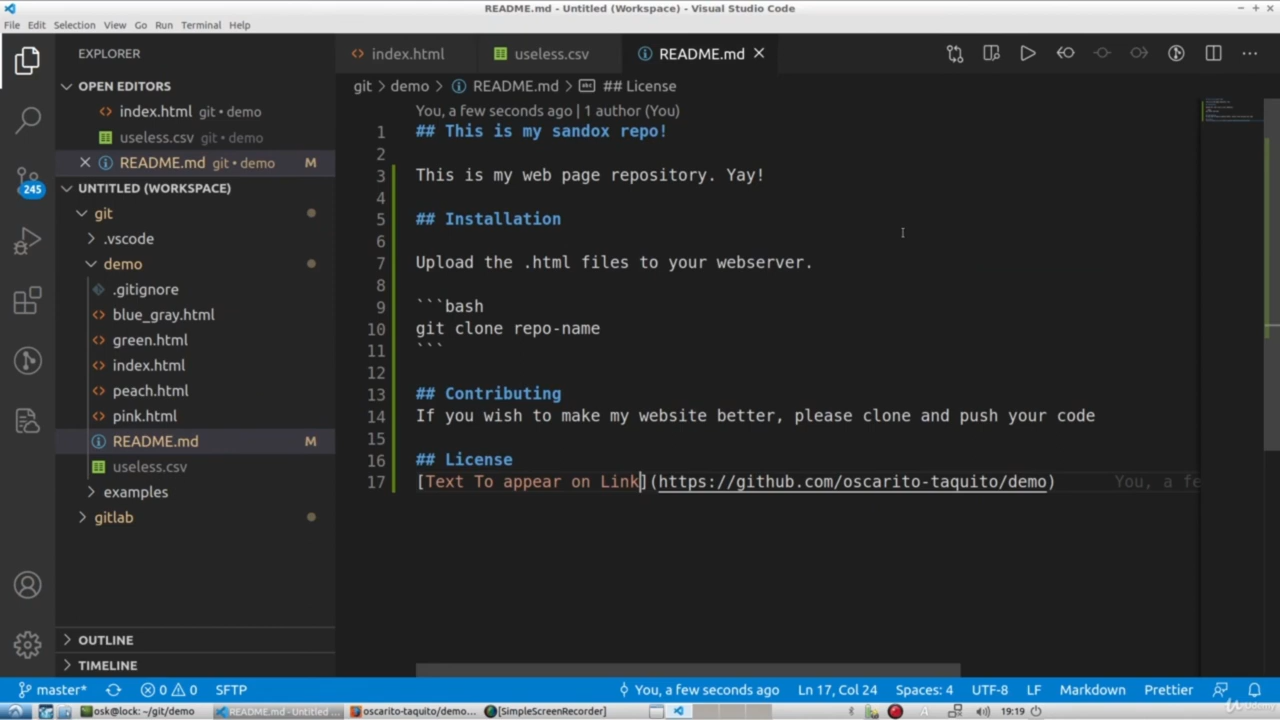 README.md - Untitled (Workspace) - Visual Studio Code
File Edit Selection View Go Run Terminal Help
EXPLORER
index.html
useless.csv
README.md
OPEN EDITORS
git > demo > README.md > ## License
index.html git • demo
You, a few seconds ago | 1 author (You)
useless.csv git • demo
1 ## This is my sandox repo!
README.md git • demo M
2
3 This is my web page repository. Yay!
245
UNTITLED (WORKSPACE)
git
4
5 ## Installation
.vscode
6
demo
7 Upload the .html files to your webserver.
.gitignore
8
blue_gray.html
9 ```bash
green.html
10 git clone repo-name
index.html
11 ```
12
peach.html
13 ## Contributing
pink.html
14 If you wish to make my website better, please clone and push your code
README.md M
15
useless.csv
16 ## License
examples
17 [Text To appear on Link](https://github.com/oscarito-taquito/demo) You, a fe
gitlab
OUTLINE
TIMELINE
master* 0 0 SFTP You, a few seconds ago Ln 17, Col 24 Spaces: 4 UTF-8 LF Markdown Prettier
osk@lock: ~/git/demo README.md - Untitled ... oscarito-taquito/demo... [SimpleScreenRecorder] 19:19
Udemy